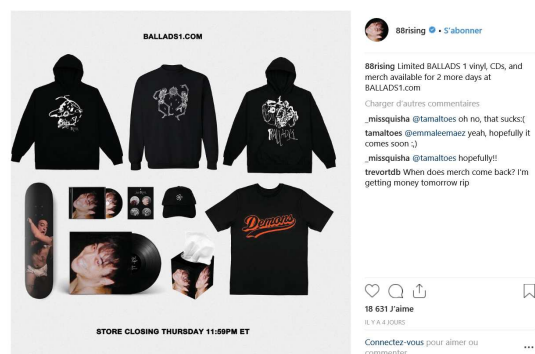 BALLADS1.COM
Demons
STORE CLOSING THURSDAY 11:59PM ET
88rising • S'abonner
88rising Limited BALLADS 1 vinyl, CDs, and
merch available for 2 more days at
BALLADS1.com
Charger d'autres commentaires
_missquisha @tamaltoes oh no, that sucks:(
tamaltoes @emmaleemaez yeah, hopefully it
comes soon ;,)
_missquisha @tamaltoes hopefully!!
trevortdb When does merch come back? I'm
getting money tomorrow rip
18 631 J'aime
IL Y A 4 JOURS
Connectez-vous pour aimer ou
commenter